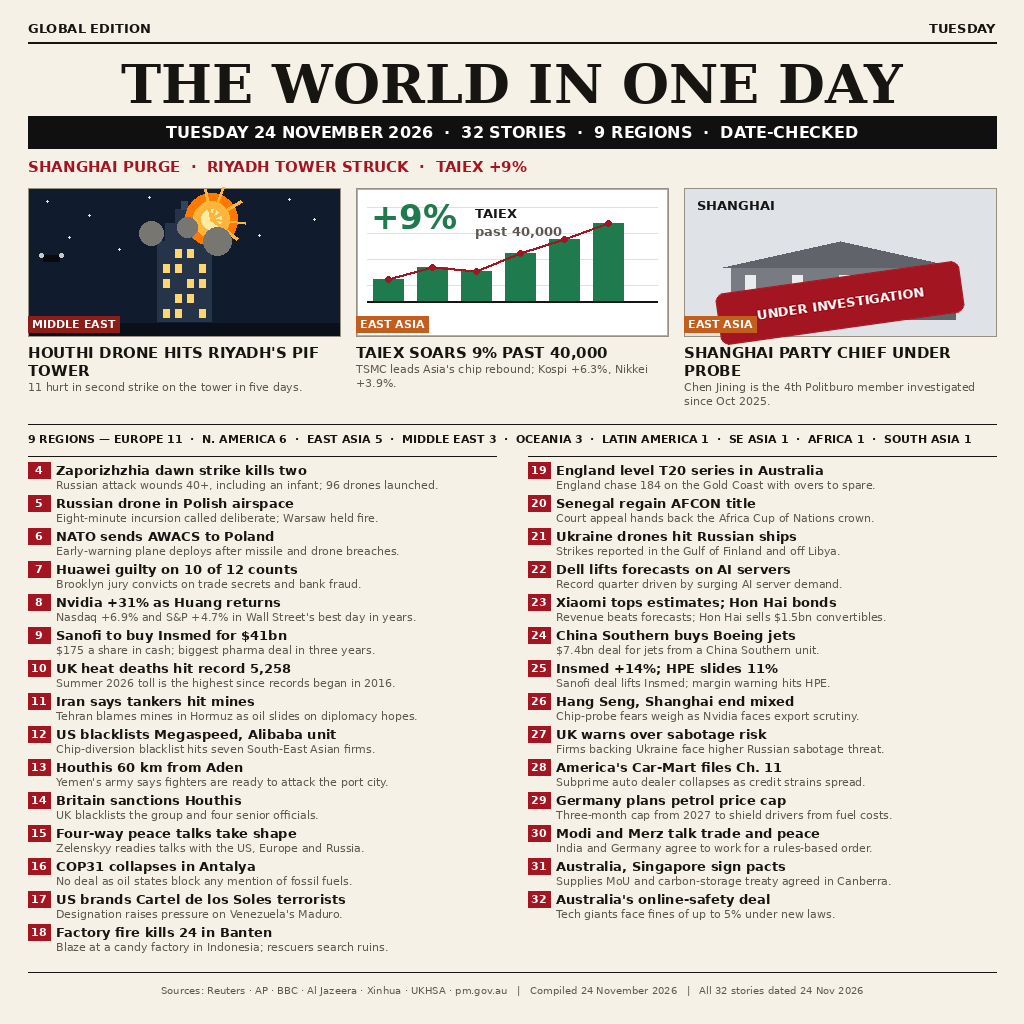 GLOBAL EDITION
TUESDAY
THE WORLD IN ONE DAY
TUESDAY 24 NOVEMBER 2026 · 32 STORIES · 9 REGIONS · DATE-CHECKED
SHANGHAI PURGE · RIYADH TOWER STRUCK · TAIEX +9%
MIDDLE EAST
HOUTHI DRONE HITS RIYADH'S PIF
TOWER
11 hurt in second strike on the tower in five days.
+9%
TAIEX
past 40,000
EAST ASIA
TAIEX SOARS 9% PAST 40,000
TSMC leads Asia's chip rebound; Kospi +6.3%, Nikkei
+3.9%.
SHANGHAI
UNDER INVESTIGATION
EAST ASIA
SHANGHAI PARTY CHIEF UNDER
PROBE
Chen Jining is the 4th Politburo member investigated
since Oct 2025.
9 REGIONS — EUROPE 11 · N. AMERICA 6 · EAST ASIA 5 · MIDDLE EAST 3 · OCEANIA 3 · LATIN AMERICA 1 · SE ASIA 1 · AFRICA 1 · SOUTH ASIA 1
4 Zaporizhzhia dawn strike kills two
Russian attack wounds 40+, including an infant; 96 drones launched.
5 Russian drone in Polish airspace
Eight-minute incursion called deliberate; Warsaw held fire.
6 NATO sends AWACS to Poland
Early-warning plane deploys after missile and drone breaches.
7 Huawei guilty on 10 of 12 counts
Brooklyn jury convicts on trade secrets and bank fraud.
8 Nvidia +31% as Huang returns
Nasdaq +6.9% and S&P +4.7% in Wall Street's best day in years.
9 Sanofi to buy Insmed for $41bn
$175 a share in cash; biggest pharma deal in three years.
10 UK heat deaths hit record 5,258
Summer 2026 toll is the highest since records began in 2016.
11 Iran says tankers hit mines
Tehran blames mines in Hormuz as oil slides on diplomacy hopes.
12 US blacklists Megaspeed, Alibaba unit
Chip-diversion blacklist hits seven South-East Asian firms.
13 Houthis 60 km from Aden
Yemen's army says fighters are ready to attack the port city.
14 Britain sanctions Houthis
UK blacklists the group and four senior officials.
15 Four-way peace talks take shape
Zelenskyy readies talks with the US, Europe and Russia.
16 COP31 collapses in Antalya
No deal as oil states block any mention of fossil fuels.
17 US brands Cartel de los Soles terrorists
Designation raises pressure on Venezuela's Maduro.
18 Factory fire kills 24 in Banten
Blaze at a candy factory in Indonesia; rescuers search ruins.
19 England level T20 series in Australia
England chase 184 on the Gold Coast with overs to spare.
20 Senegal regain AFCON title
Court appeal hands back the Africa Cup of Nations crown.
21 Ukraine drones hit Russian ships
Strikes reported in the Gulf of Finland and off Libya.
22 Dell lifts forecasts on AI servers
Record quarter driven by surging AI server demand.
23 Xiaomi tops estimates; Hon Hai bonds
Revenue beats forecasts; Hon Hai sells $1.5bn convertibles.
24 China Southern buys Boeing jets
$7.4bn deal for jets from a China Southern unit.
25 Insmed +14%; HPE slides 11%
Sanofi deal lifts Insmed; margin warning hits HPE.
26 Hang Seng, Shanghai end mixed
Chip-probe fears weigh as Nvidia faces export scrutiny.
27 UK warns over sabotage risk
Firms backing Ukraine face higher Russian sabotage threat.
28 America's Car-Mart files Ch. 11
Subprime auto dealer collapses as credit strains spread.
29 Germany plans petrol price cap
Three-month cap from 2027 to shield drivers from fuel costs.
30 Modi and Merz talk trade and peace
India and Germany agree to work for a rules-based order.
31 Australia, Singapore sign pacts
Supplies MoU and carbon-storage treaty agreed in Canberra.
32 Australia's online-safety deal
Tech giants face fines of up to 5% under new laws.
Sources: Reuters · AP · BBC · Al Jazeera · Xinhua · UKHSA · pm.gov.au | Compiled 24 November 2026 | All 32 stories dated 24 Nov 2026